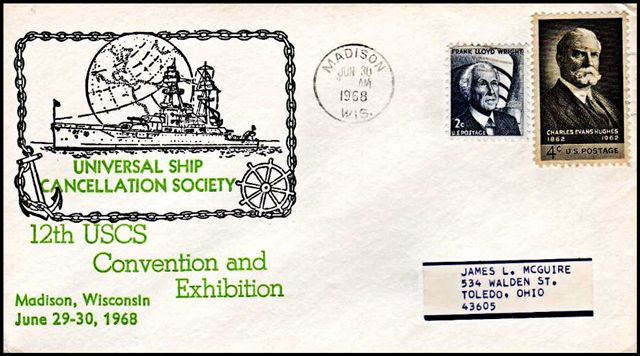 UNIVERSAL SHIP
CANCELLATION SOCIETY
12th USCS
Convention and
Exhibition
Madison, Wisconsin
June 29-30, 1968
MADISON
JUN 30
AM
1968
WIS.
FRANK LLOYD WRIGHT
2c
U.S. POSTAGE
CHARLES EVANS HUGHES
1862 1962
4c U.S. POSTAGE
JAMES L. MCGUIRE
534 WALDEN ST.
TOLEDO, OHIO
43605